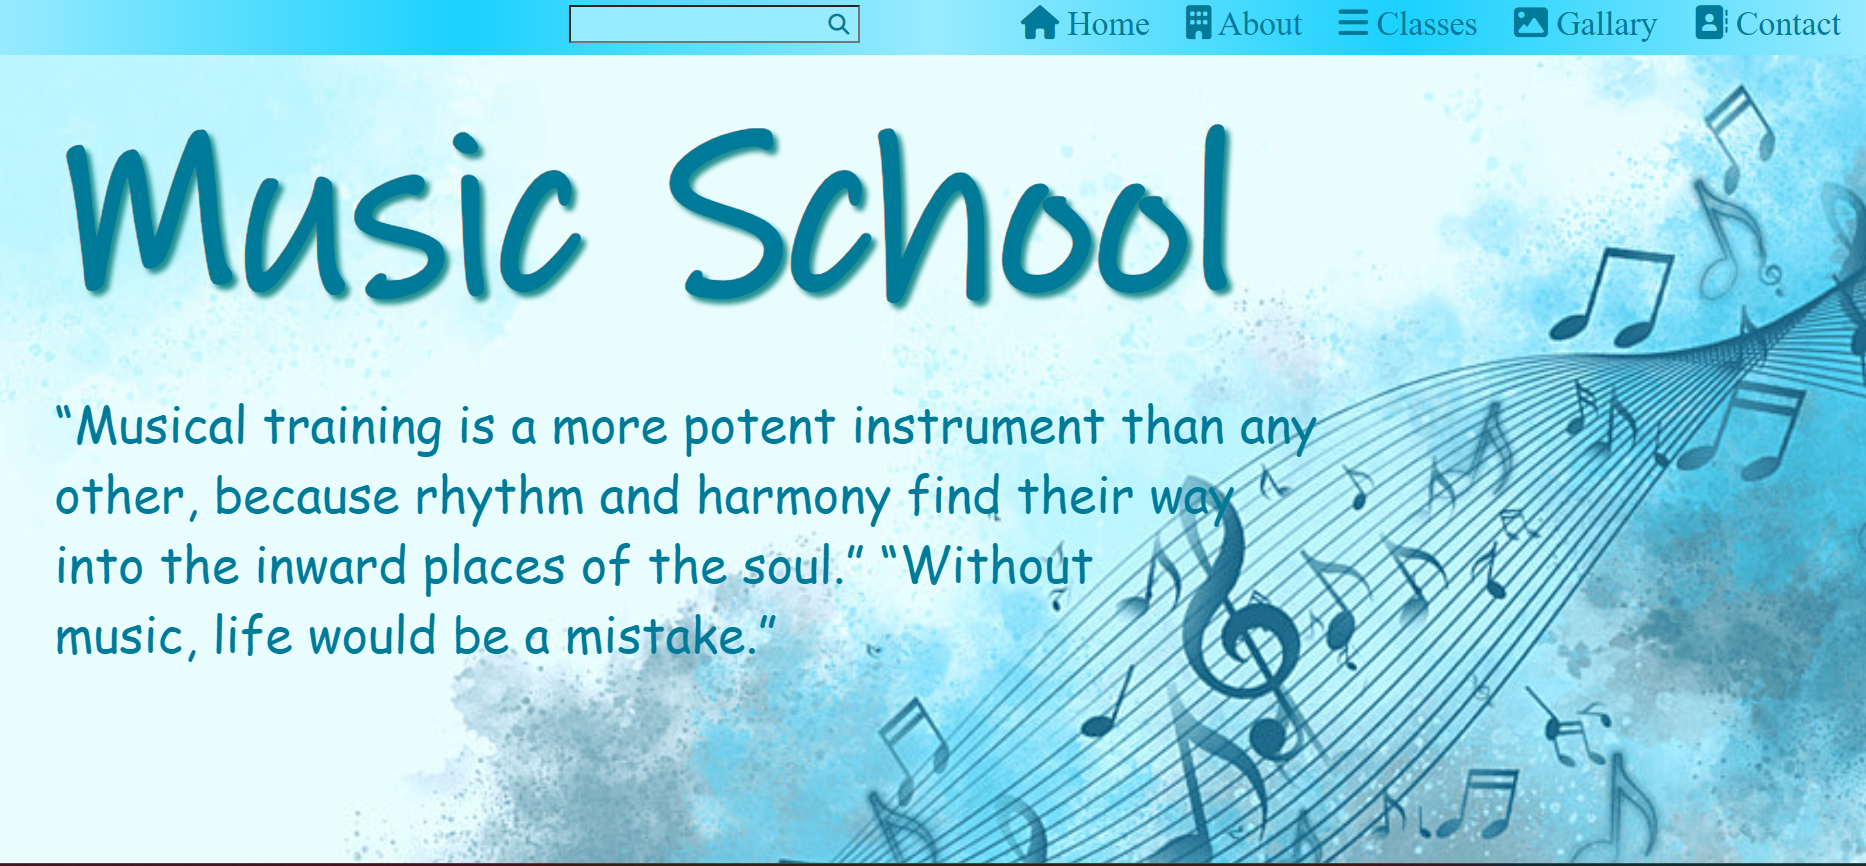 Home About Classes Gallary Contact
Music School
“Musical training is a more potent instrument than any
other, because rhythm and harmony find their way
into the inward places of the soul.” “Without
music, life would be a mistake.”